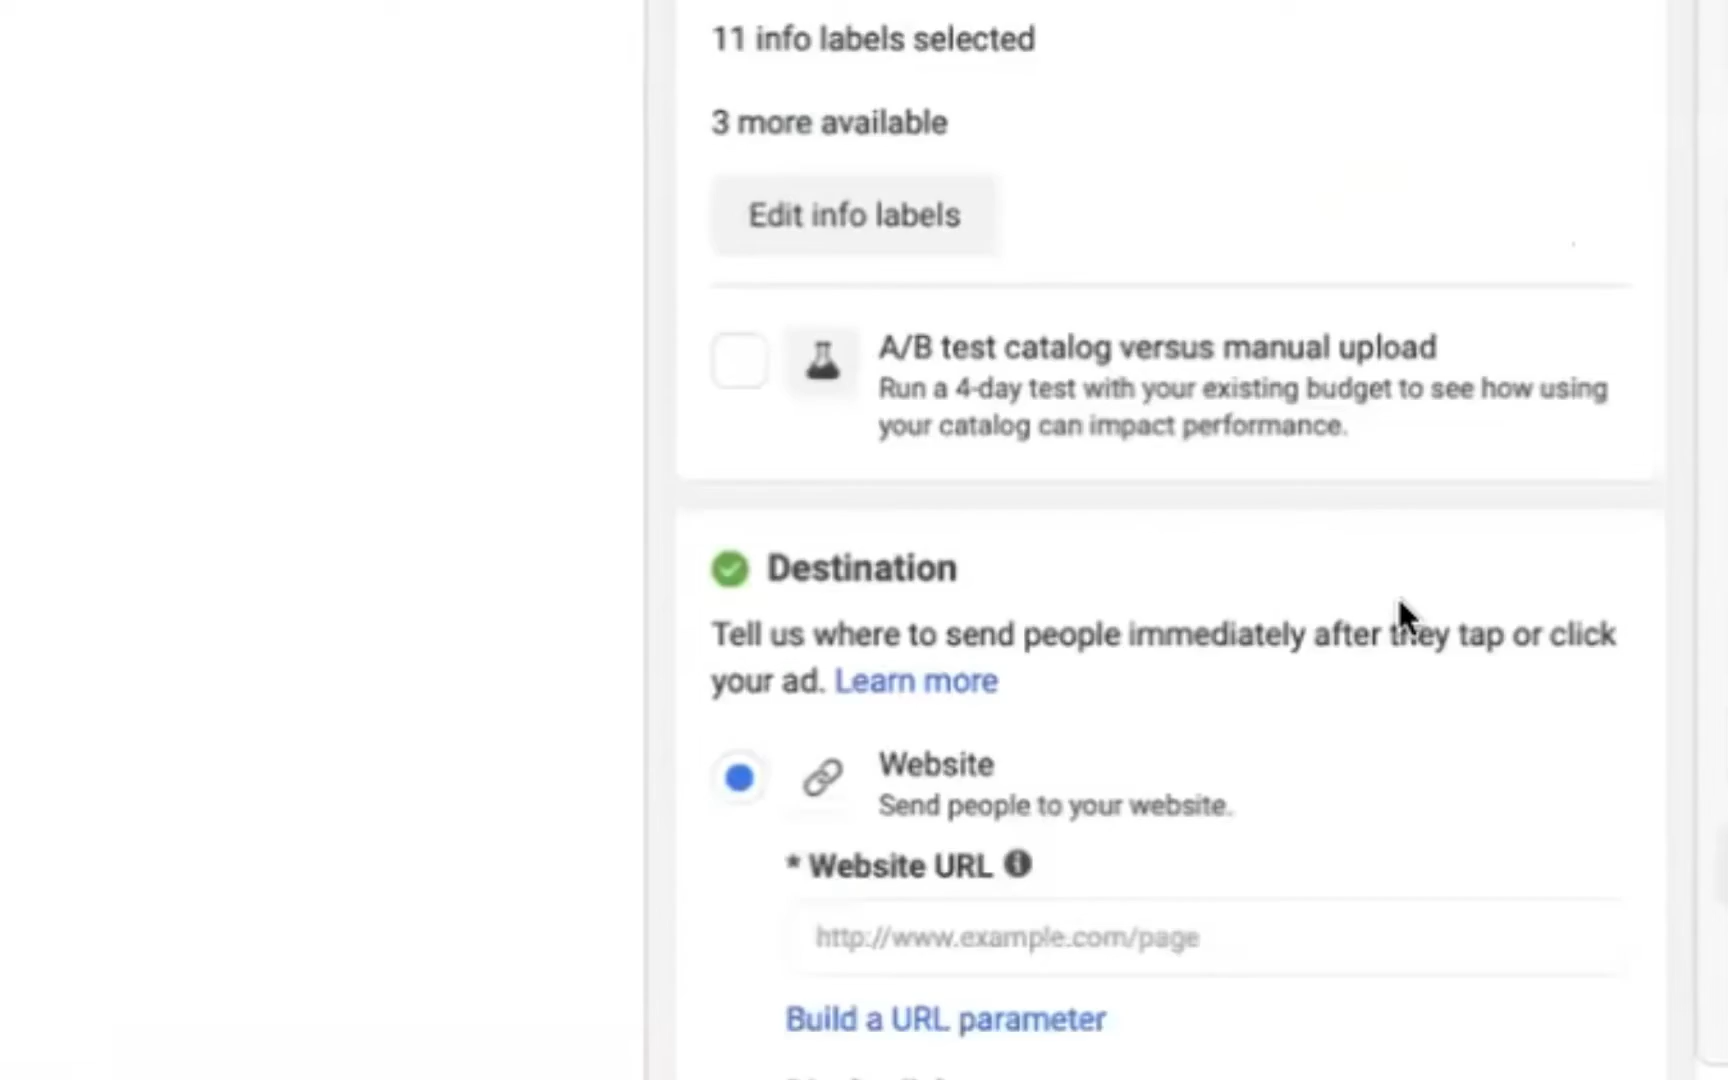 11 info labels selected
3 more available
Edit info labels
A/B test catalog versus manual upload
Run a 4-day test with your existing budget to see how using
your catalog can impact performance.
Destination
Tell us where to send people immediately after they tap or click
your ad. Learn more
Website
Send people to your website.
* Website URL
http://www.example.com/page
Build a URL parameter